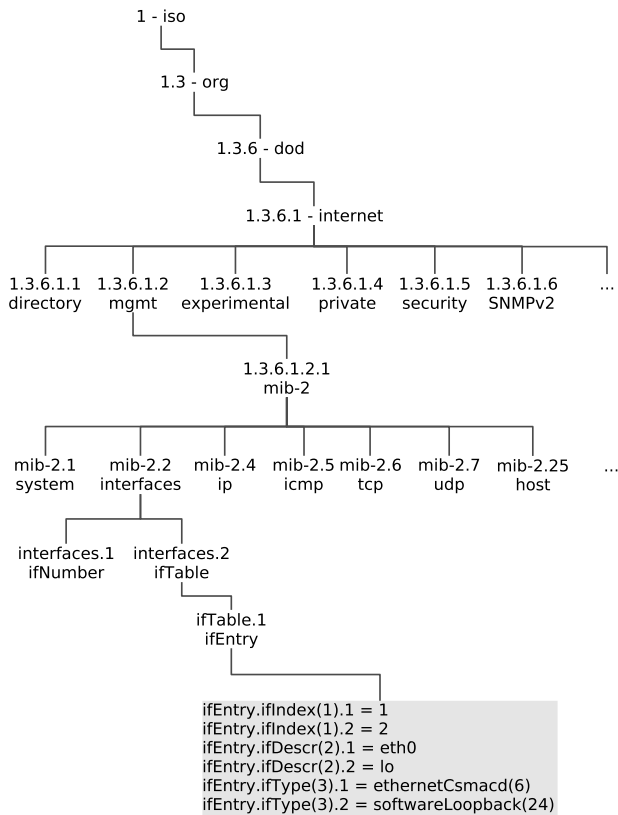 1 - iso
1.3 - org
1.3.6 - dod
1.3.6.1 - internet
1.3.6.1.1 1.3.6.1.2 1.3.6.1.3 1.3.6.1.4 1.3.6.1.5 1.3.6.1.6 ...
directory mgmt experimental private security SNMPv2
1.3.6.1.2.1
mib-2
mib-2.1 mib-2.2 mib-2.4 mib-2.5 mib-2.6 mib-2.7 mib-2.25 ...
system interfaces ip icmp tcp udp host
interfaces.1 interfaces.2
ifNumber ifTable
ifTable.1
ifEntry
ifEntry.ifIndex(1).1 = 1
ifEntry.ifIndex(1).2 = 2
ifEntry.ifDescr(2).1 = eth0
ifEntry.ifDescr(2).2 = lo
ifEntry.ifType(3).1 = ethernetCsmacd(6)
ifEntry.ifType(3).2 = softwareLoopback(24)